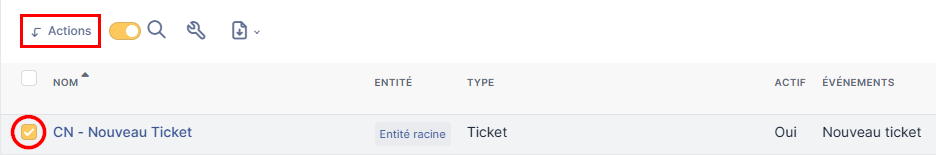 Actions
NOM ENTITÉ TYPE ACTIF ÉVÉNEMENTS
CN - Nouveau Ticket Entité racine Ticket Oui Nouveau ticket